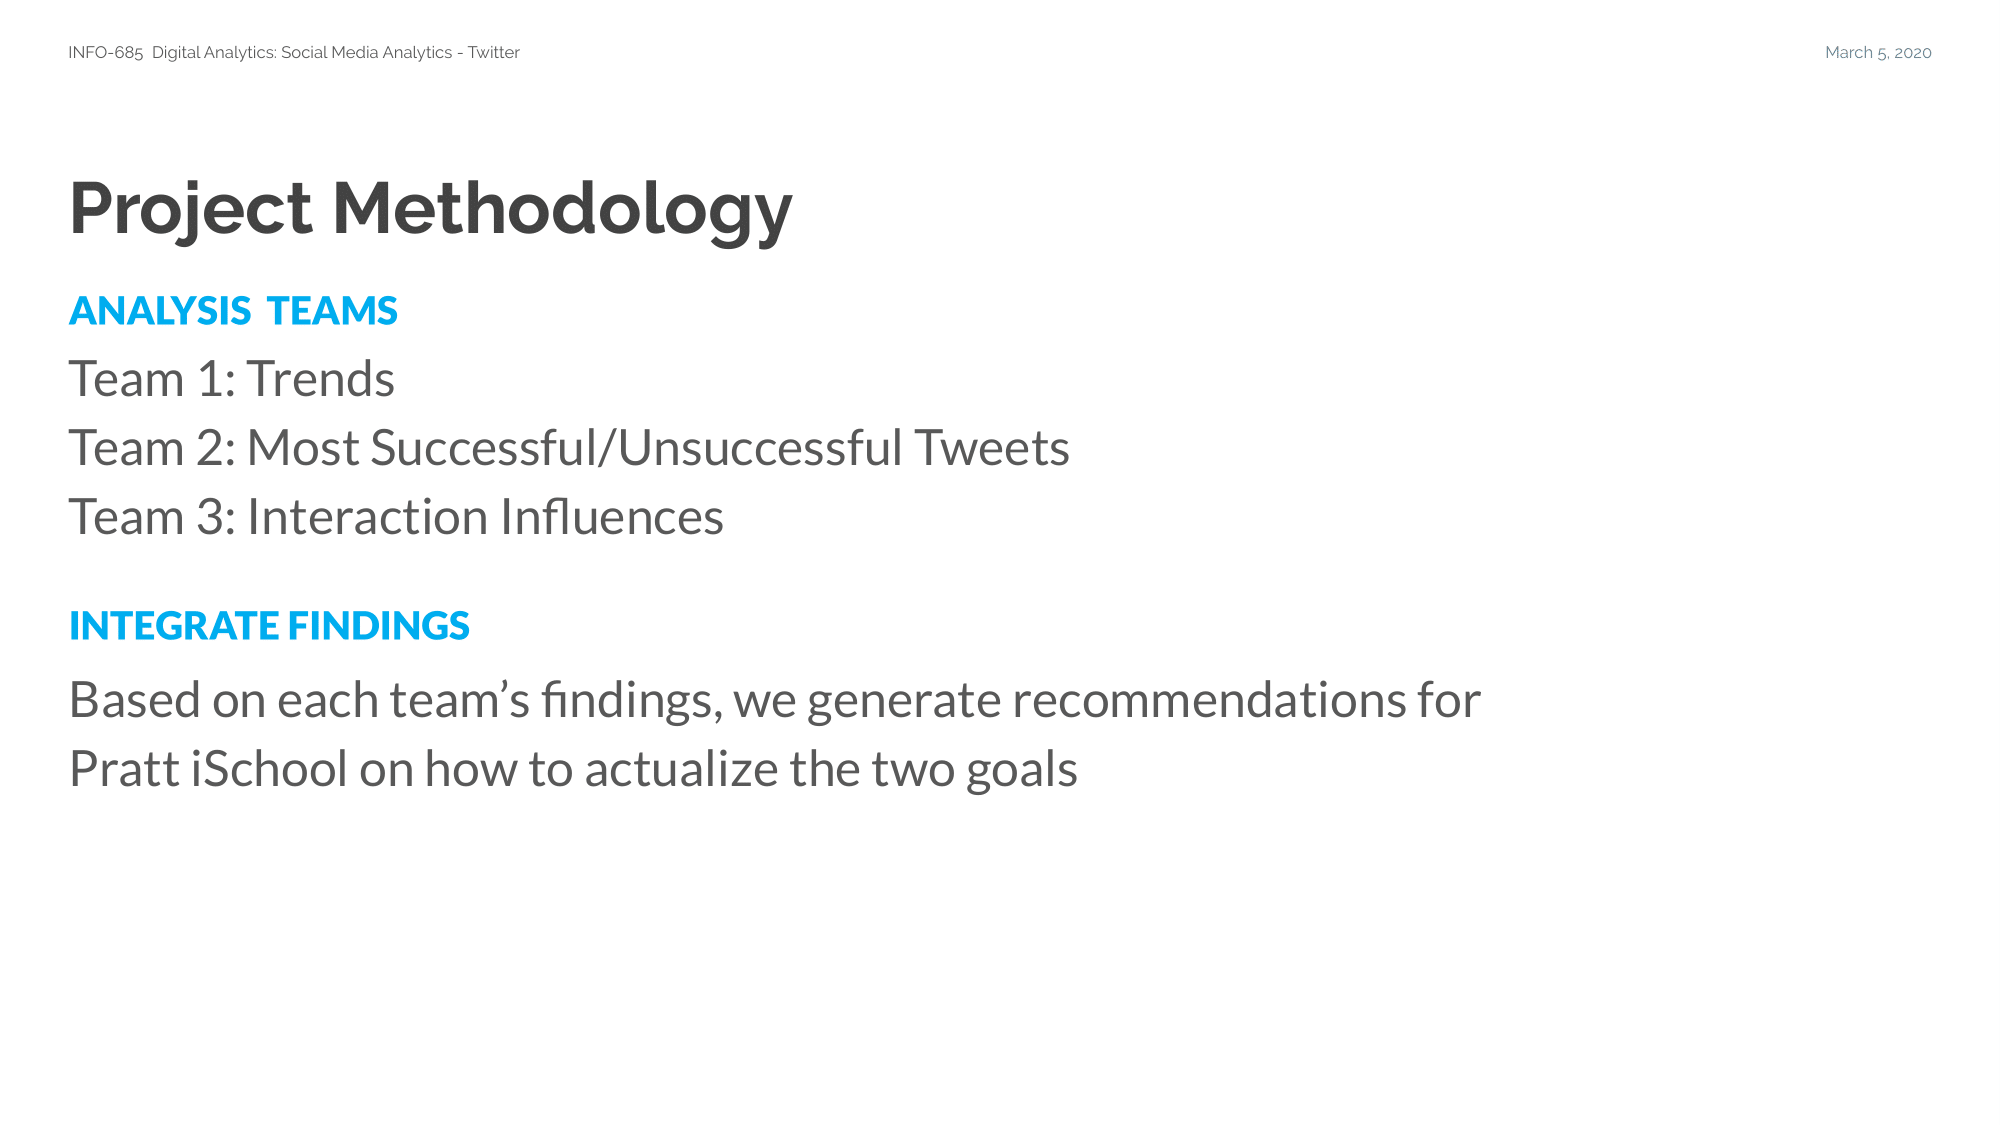 INFO-685 Digital Analytics: Social Media Analytics - Twitter
March 5, 2020
Project Methodology
ANALYSIS TEAMS
Team 1: Trends
Team 2: Most Successful/Unsuccessful Tweets
Team 3: Interaction Influences
INTEGRATE FINDINGS
Based on each team’s findings, we generate recommendations for
Pratt iSchool on how to actualize the two goals